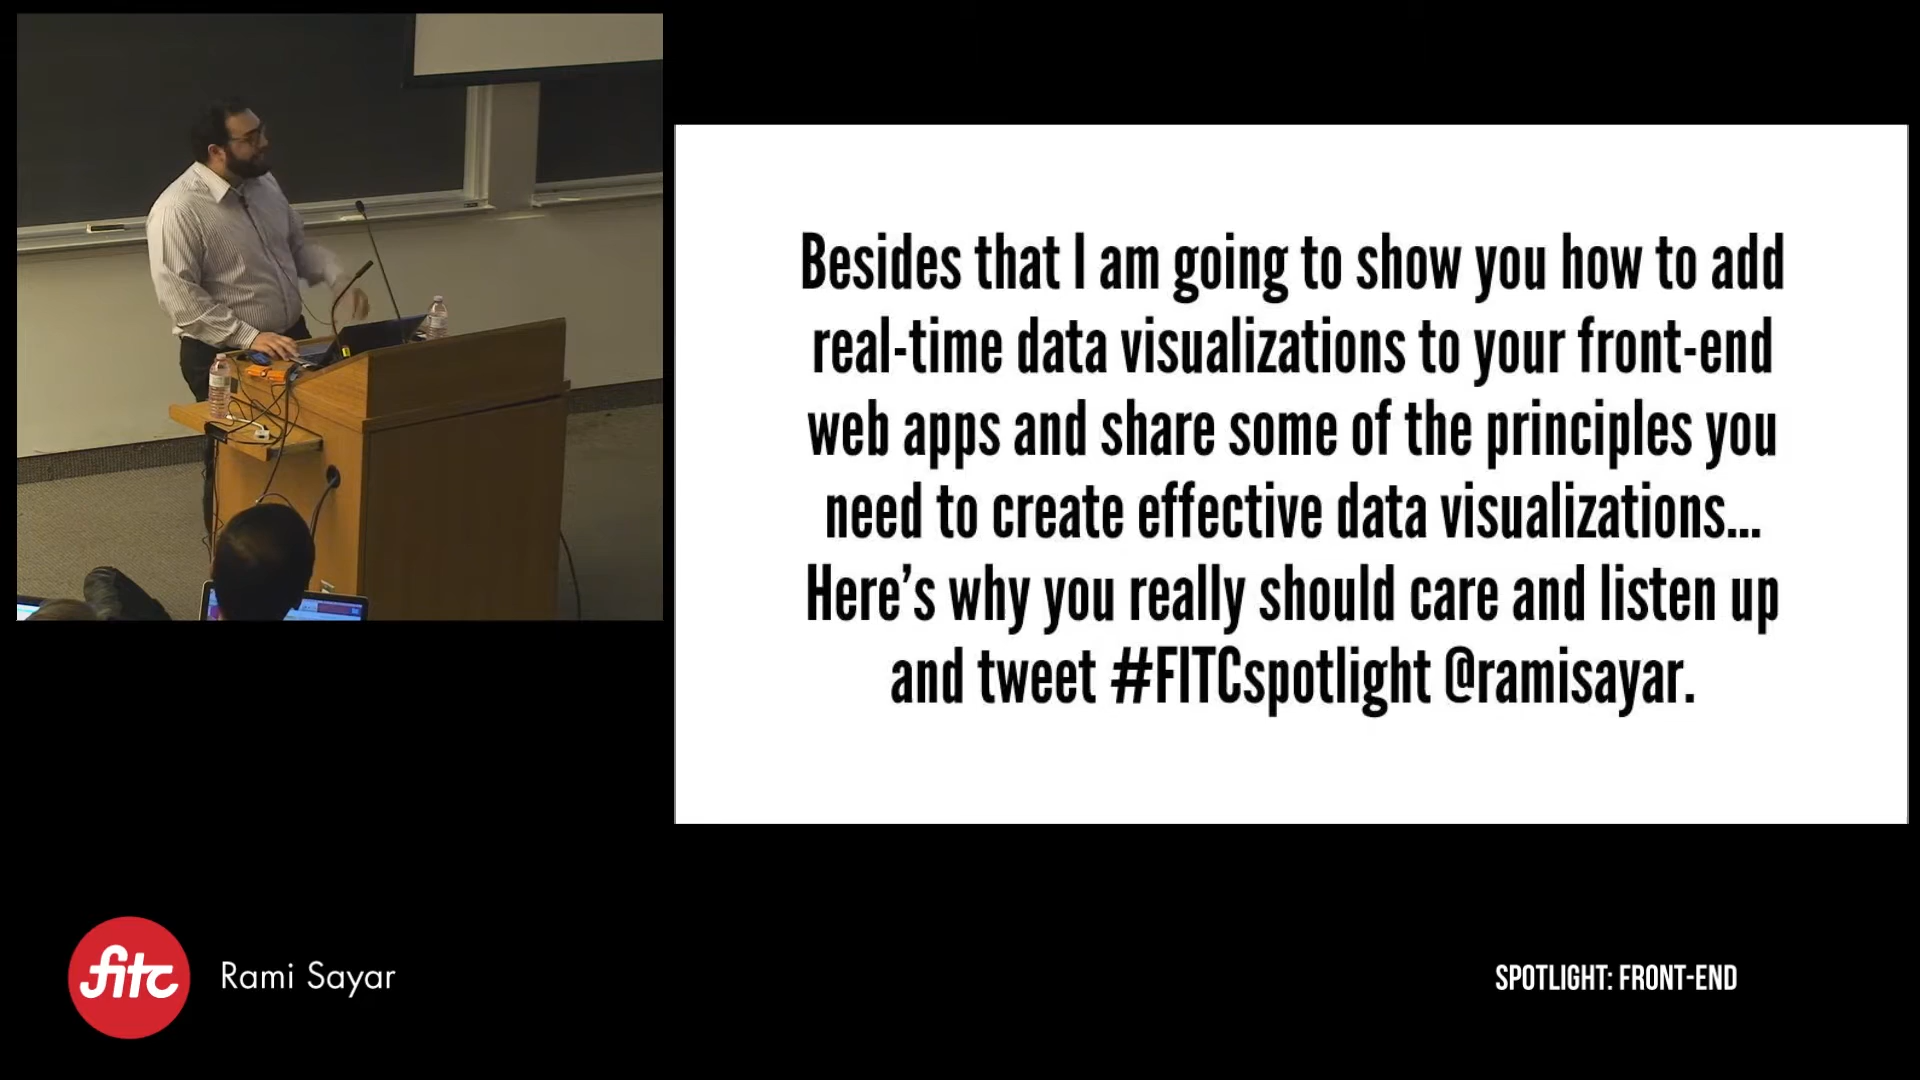 Besides that I am going to show you how to add
real-time data visualizations to your front-end
web apps and share some of the principles you
need to create effective data visualizations...
Here's why you really should care and listen up
and tweet #FITCspotlight @ramisayar.
fitc
Rami Sayar
SPOTLIGHT: FRONT-END